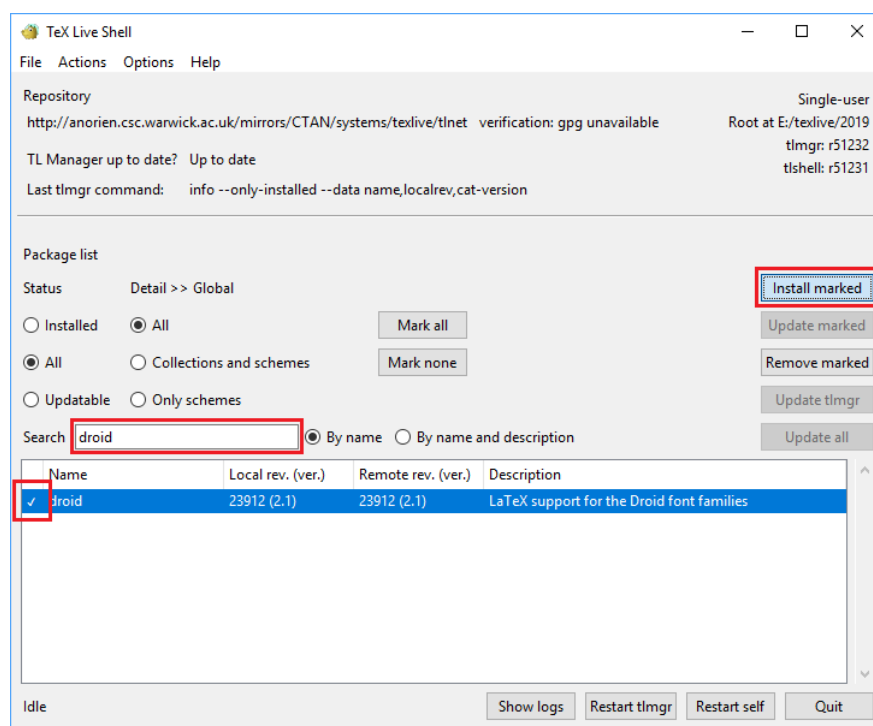 TeX Live Shell
File Actions Options Help
Repository
Single-user
http://anorien.csc.warwick.ac.uk/mirrors/CTAN/systems/texlive/tlnet verification: gpg unavailable
Root at E:/texlive/2019
tlmgr: r51232
TL Manager up to date? Up to date
tlshell: r51231
Last tlmgr command: info --only-installed --data name,localrev,cat-version
Package list
Status Detail >> Global Install marked
Installed All Mark all Update marked
All Collections and schemes Mark none Remove marked
Updatable Only schemes Update tlmgr
Search droid By name By name and description Update all
Name Local rev. (ver.) Remote rev. (ver.) Description
droid 23912 (2.1) 23912 (2.1) LaTeX support for the Droid font families
Idle Show logs Restart tlmgr Restart self Quit